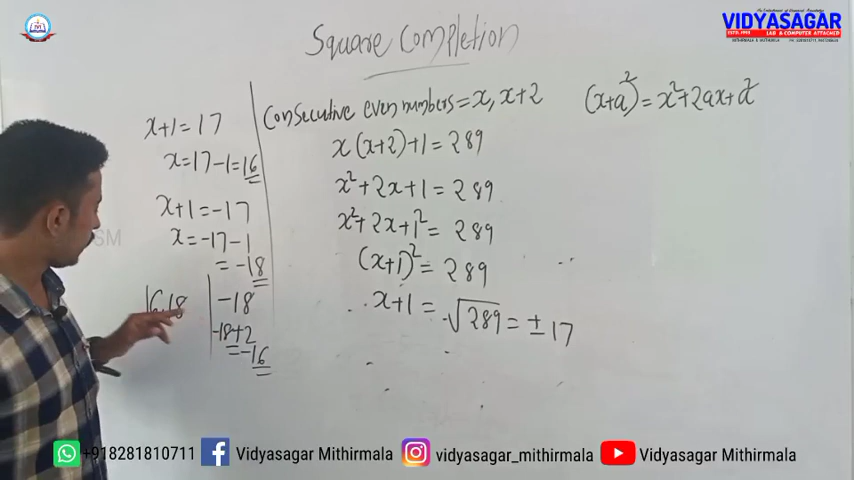 Square Completion
VIDYASAGAR
LAB & COMPUTER ATTACHED
x+1=17
x=17-1=16
x+1=-17
x=-17-1
=-18
16,18
-18
-18+2
=-16
Consecutive even numbers = x, x+2
x(x+2)+1=289
x²+2x+1=289
x²+2x+1²=289
(x+1)²=289
x+1=√289=±17
(x+a)²=x²+2ax+a²
SM
+918281810711
Vidyasagar Mithirmala
vidyasagar_mithirmala
Vidyasagar Mithirmala